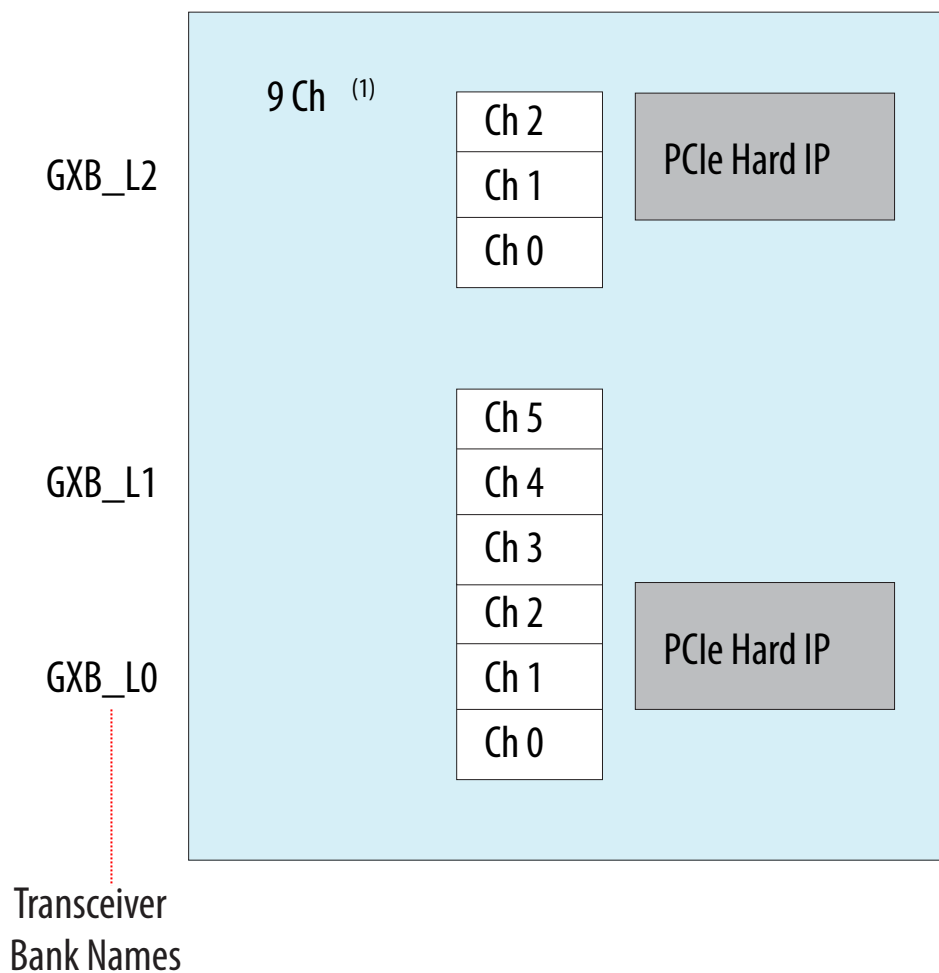 9 Ch (1)
GXB_L2
Ch 2
Ch 1
Ch 0
PCIe Hard IP
GXB_L1
Ch 5
Ch 4
Ch 3
GXB_L0
Ch 2
Ch 1
Ch 0
PCIe Hard IP
Transceiver
Bank Names